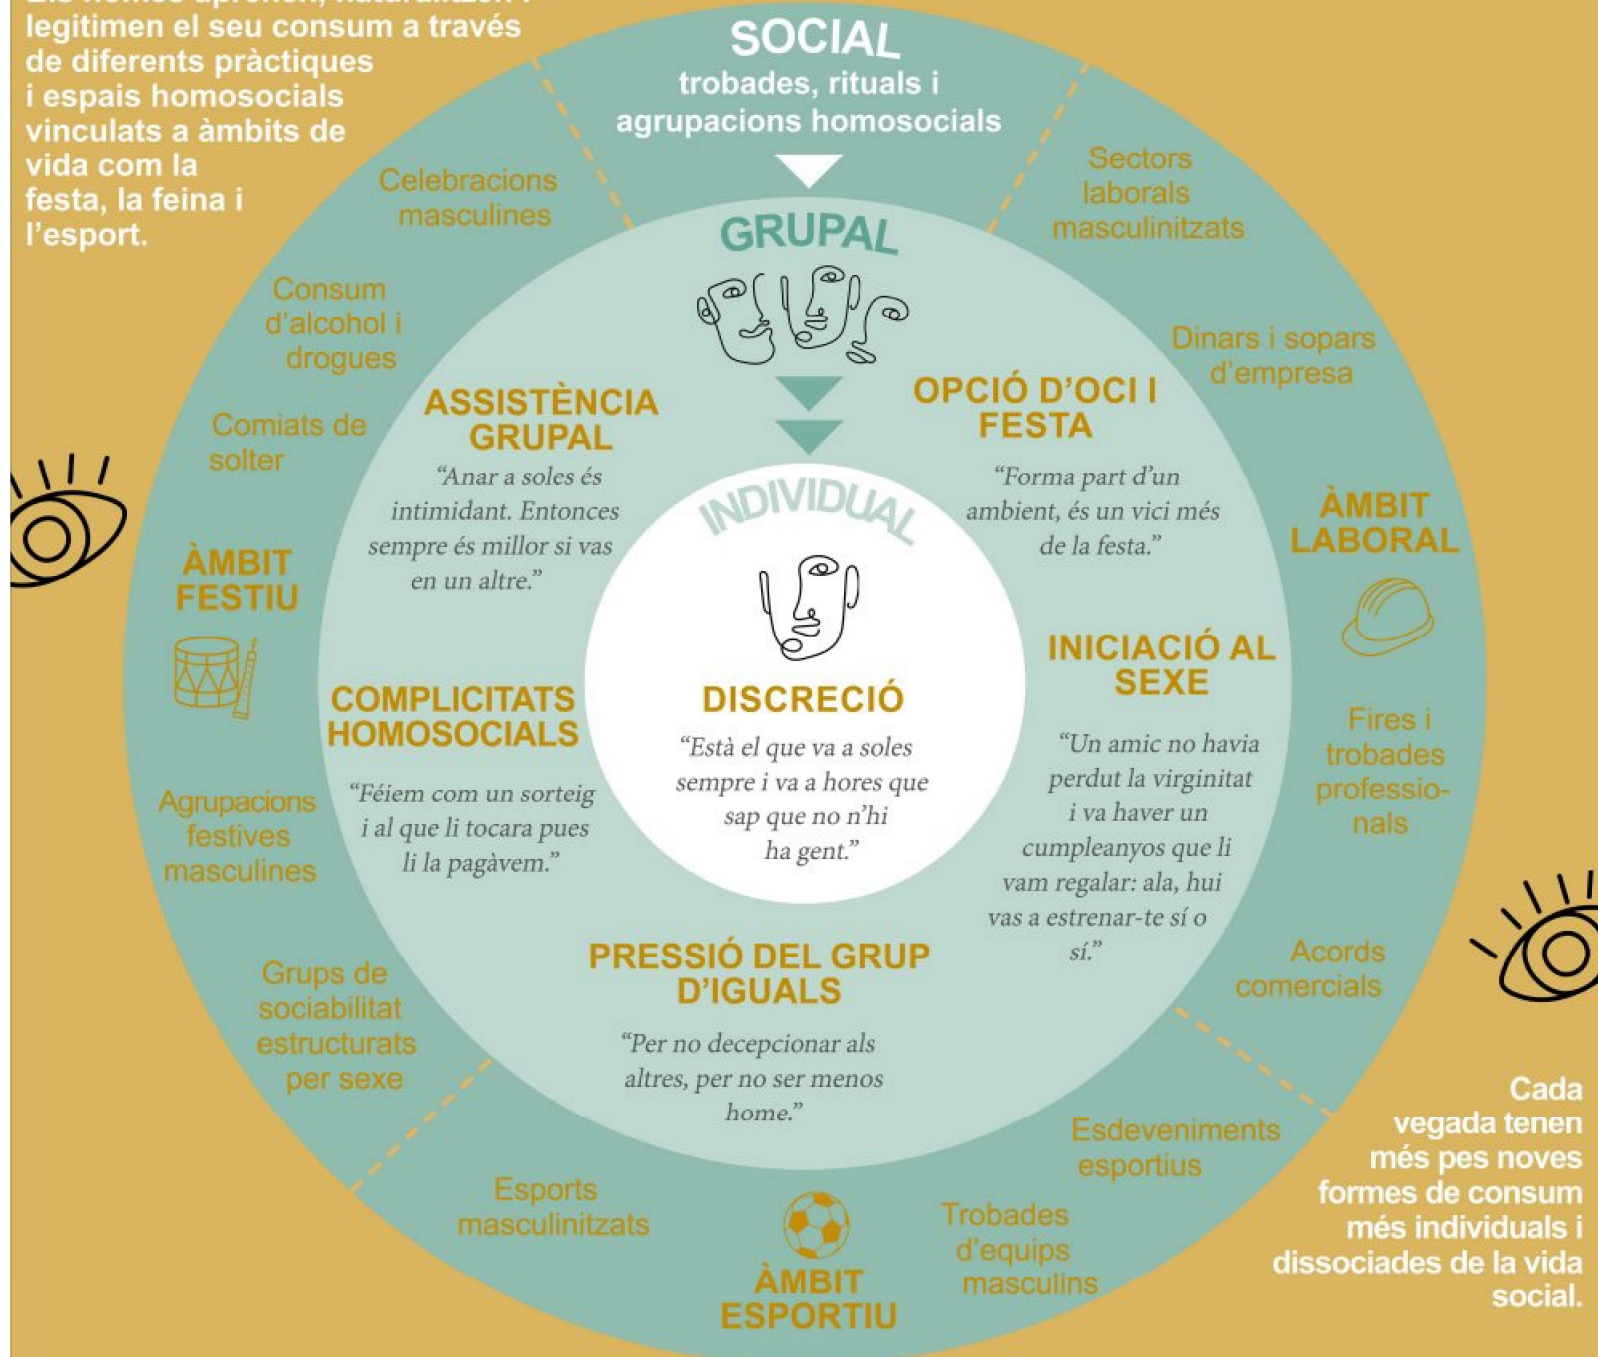 legitimen el seu consum a través
de diferents pràctiques
i espais homosocials
vinculats a àmbits de
vida com la
festa, la feina i
l’esport.
SOCIAL
trobades, rituals i
agrupacions homosocials
Celebracions
masculines
Consum
d’alcohol i
drogues
Comiats de
solter
ÀMBIT
FESTIU
Agrupacions
festives
masculines
Grups de
sociabilitat
estructurats
per sexe
Sectors
laborals
masculinitzats
Dinars i sopars
d’empresa
ÀMBIT
LABORAL
Fires i
trobades
professio-
nals
Acords
comercials
Esports
masculinitzats
ÀMBIT
ESPORTIU
Trobades
d’equips
masculins
Esdeveniments
esportius
GRUPAL
ASSISTÈNCIA
GRUPAL
“Anar a soles és
intimidant. Entonces
sempre és millor si vas
en un altre.”
OPCIÓ D’OCI I
FESTA
“Forma part d’un
ambient, és un vici més
de la festa.”
COMPLICITATS
HOMOSOCIALS
“Féiem com un sorteig
i al que li tocara pues
li la pagàvem.”
INICIACIÓ AL
SEXE
“Un amic no havia
perdut la virginitat
i va haver un
cumpleanyos que li
vam regalar: ala, hui
vas a estrenar-te sí o
sí.”
PRESSIÓ DEL GRUP
D’IGUALS
“Per no decepcionar als
altres, per no ser menos
home.”
INDIVIDUAL
DISCRECIÓ
“Està el que va a soles
sempre i va a hores que
sap que no n’hi
ha gent.”
Cada
vegada tenen
més pes noves
formes de consum
més individuals i
dissociades de la vida
social.